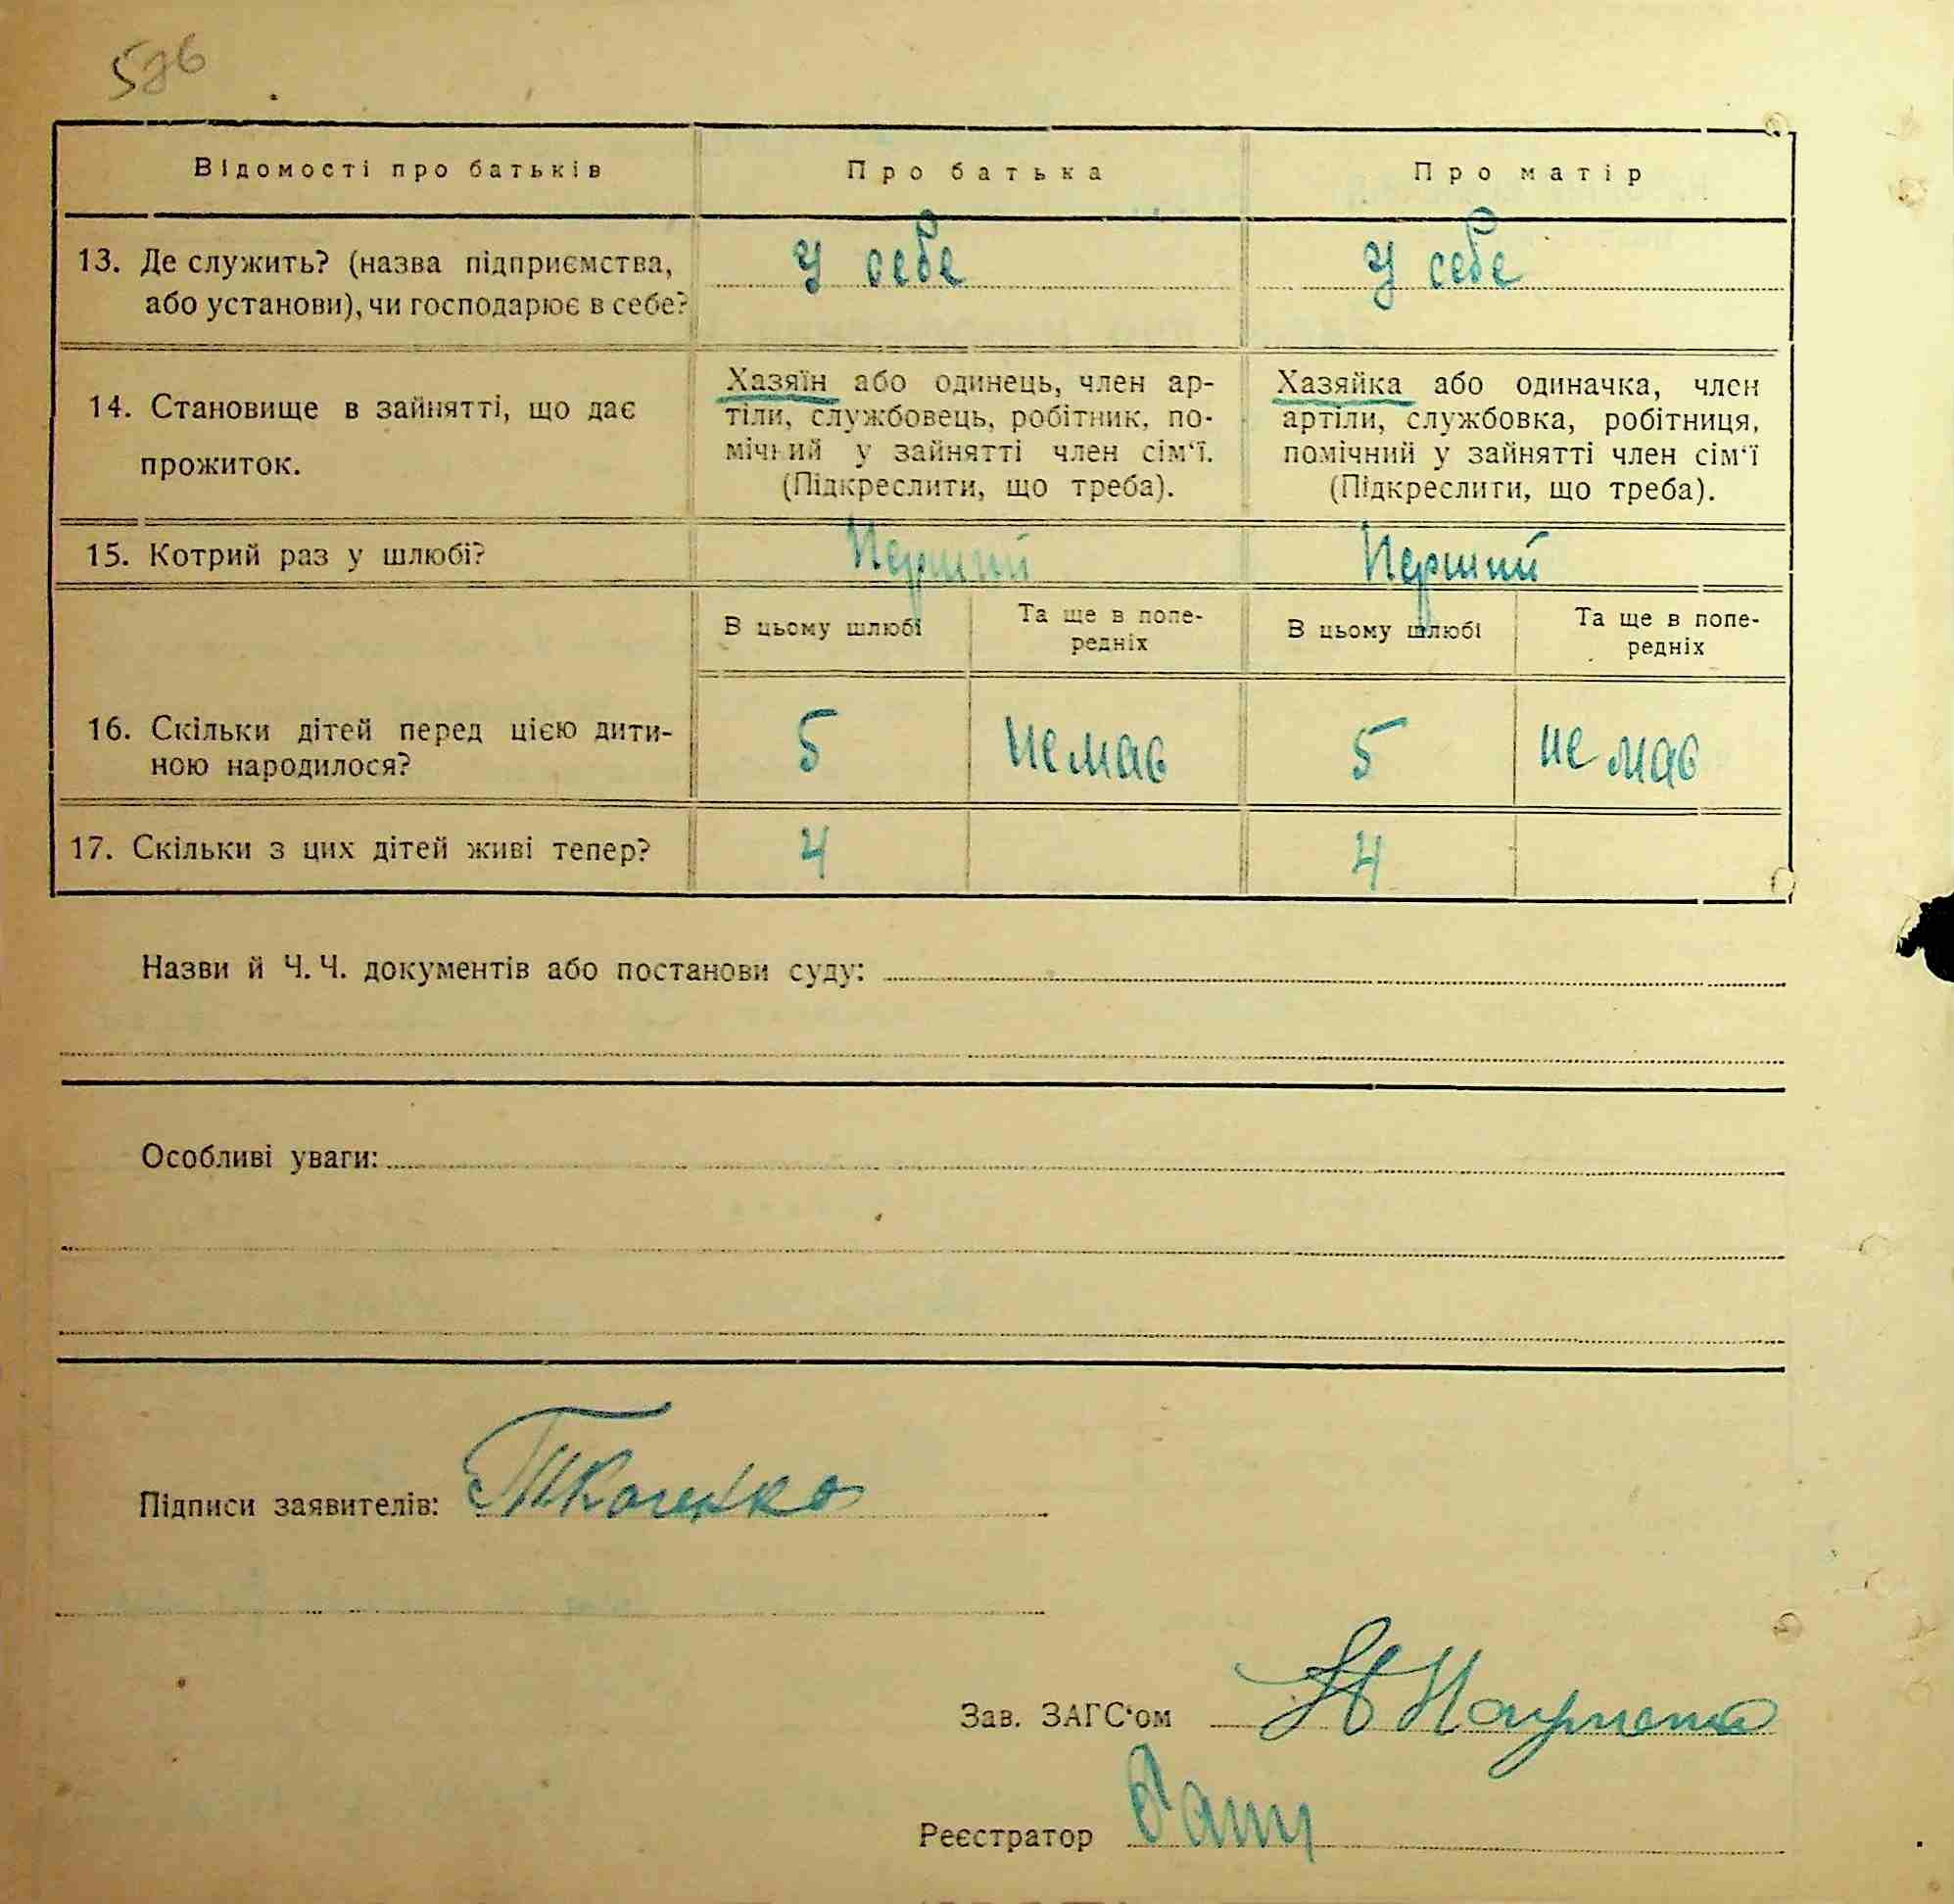 586
Відомості про батьків Про батька Про матір
13. Де служить? (назва підприємства, або установи), чи господарює в себе? У себе У себе
14. Становище в зайнятті, що дає прожиток.
Хазяїн або одинець, член ар-
тіли, службовець, робітник, по-
мічний у зайнятті член сім‘ї.
(Підкреслити, що треба).
Хазяйка або одиначка, член
артіли, службовка, робітниця,
помічний у зайнятті член сім‘ї
(Підкреслити, що треба).
15. Котрий раз у шлюбі? Перший Перший
В цьому шлюбі Та ще в попе-
редніх В цьому шлюбі Та ще в попе-
редніх
16. Скільки дітей перед цією дити-
ною народилося? 5 немає 5 не має
17. Скільки з цих дітей живі тепер? 4 4
Назви й Ч. Ч. документів або постанови суду:
Особливі уваги:
Підписи заявителів: Ткаченко
Зав. ЗАГС‘ом
Реєстратор